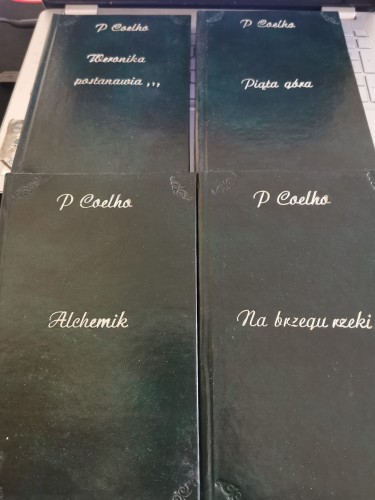 P Coelho
Weronika
postanawia ,,,
P Coelho
Piąta góra
P Coelho
Alchemik
P Coelho
Na brzegu rzeki